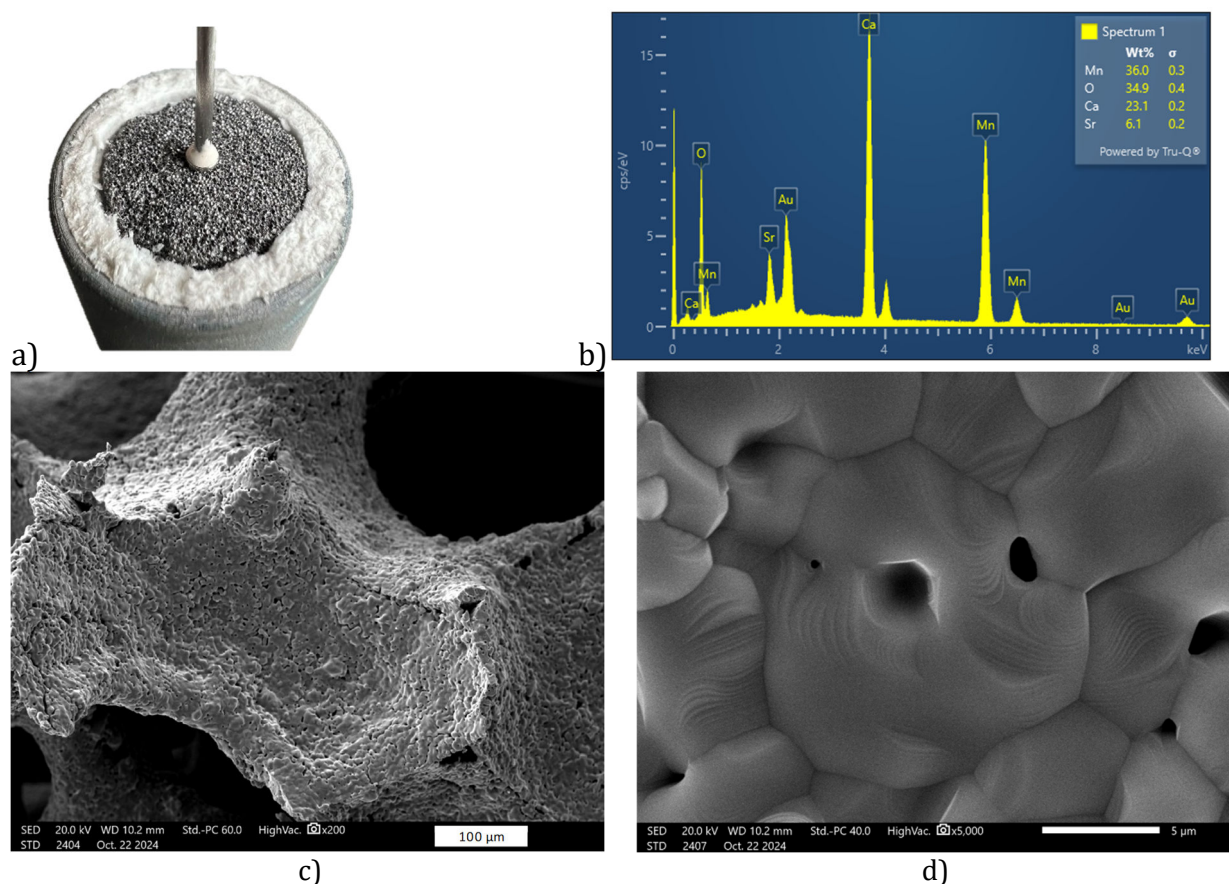 a)
b)
cps/eV
15
10
5
0
0
2
4
6
8
keV
Ca
O
Mn
Sr
Au
Ca
Mn
Mn
Au
Au
Spectrum 1
Wt% σ
Mn 36.0 0.3
O 34.9 0.4
Ca 23.1 0.2
Sr 6.1 0.2
Powered by Tru-Q®
SED 20.0 kV WD 10.2 mm Std.-PC 60.0 HighVac. x200 100 µm
STD 2404 Oct. 22 2024
SED 20.0 kV WD 10.2 mm Std.-PC 40.0 HighVac. x5,000 5 µm
STD 2407 Oct. 22 2024
c)
d)